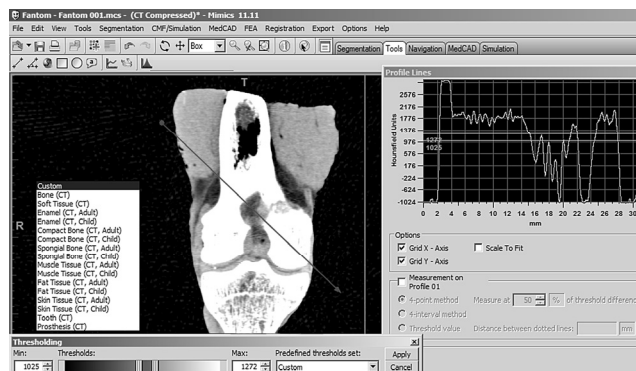 Fantom - Fantom 001.mcs - (CT Compressed)* - Mimics 11.11
File Edit View Tools Segmentation CMF/Simulation MedCAD FEA Registration Export Options Help
Box Segmentation Tools Navigation MedCAD Simulation
Profile Lines
T
R
Custom
Bone (CT)
Soft Tissue (CT)
Enamel (CT, Adult)
Enamel (CT, Child)
Compact Bone (CT, Adult)
Compact Bone (CT, Child)
Spongial Bone (CT, Adult)
Spongial Bone (CT, Child)
Muscle Tissue (CT, Adult)
Muscle Tissue (CT, Child)
Fat Tissue (CT, Adult)
Fat Tissue (CT, Child)
Skin Tissue (CT, Adult)
Skin Tissue (CT, Child)
Tooth (CT)
Prosthesis (CT)
Hounsfield Units
2576
2176
1776
1376
1272
976
1025
576
176
-224
-624
-1024
0 2 4 6 8 10 12 14 16 18 20 22 24 26 28 30
mm
Options
Grid X - Axis Scale To Fit
Grid Y - Axis
Measurement on
Profile 01
4-point method Measure at 50 % of threshold differenc
4-interval method
Threshold value Distance between dotted lines: mm
Thresholding
Min: Thresholds: Max: Predefined thresholds set: Apply
1025 1272 Custom Cancel